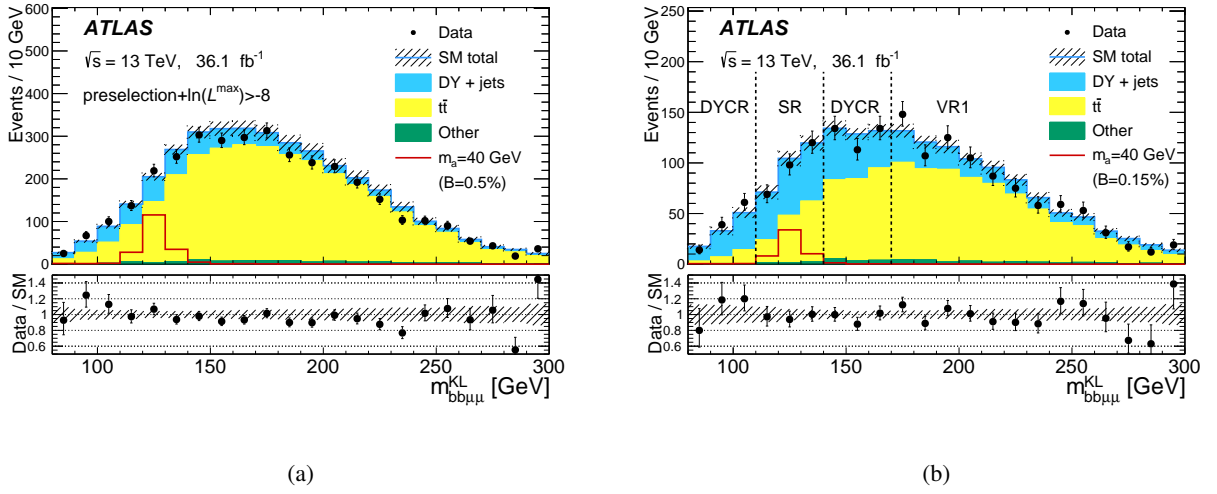 Events / 10 GeV
600
500
400
300
200
100
0
ATLAS
√s = 13 TeV, 36.1 fb⁻¹
preselection+ln(Lᵐᵃˣ)>-8
Data
SM total
DY + jets
tt̄
Other
mₐ=40 GeV
(B=0.5%)
Data / SM
1.4
1.2
1
0.8
0.6
100 150 200 250 300
m^KL_bbμμ [GeV]
(a)
Events / 10 GeV
250
200
150
100
50
0
ATLAS
√s = 13 TeV, 36.1 fb⁻¹
DYCR SR DYCR VR1
Data
SM total
DY + jets
tt̄
Other
mₐ=40 GeV
(B=0.15%)
Data / SM
1.4
1.2
1
0.8
0.6
100 150 200 250 300
m^KL_bbμμ [GeV]
(b)